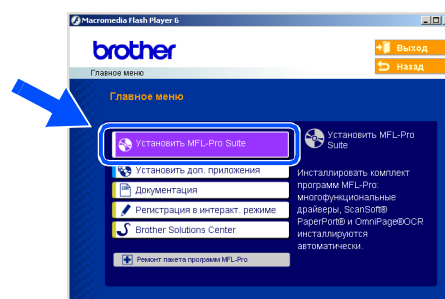 Macromedia Flash Player 6
brother
Выход
Назад
Главное меню
Главное меню
Установить MFL-Pro Suite
Установить доп. приложения
Документация
Регистрация в интеракт. режиме
Brother Solutions Center
Ремонт пакета программ MFL-Pro
Установить MFL-Pro
Suite
Инсталлировать комплект
программ MFL-Pro:
многофункциональные
драйверы, ScanSoft®
PaperPort® и OmniPage®OCR
инсталлируются
автоматически.